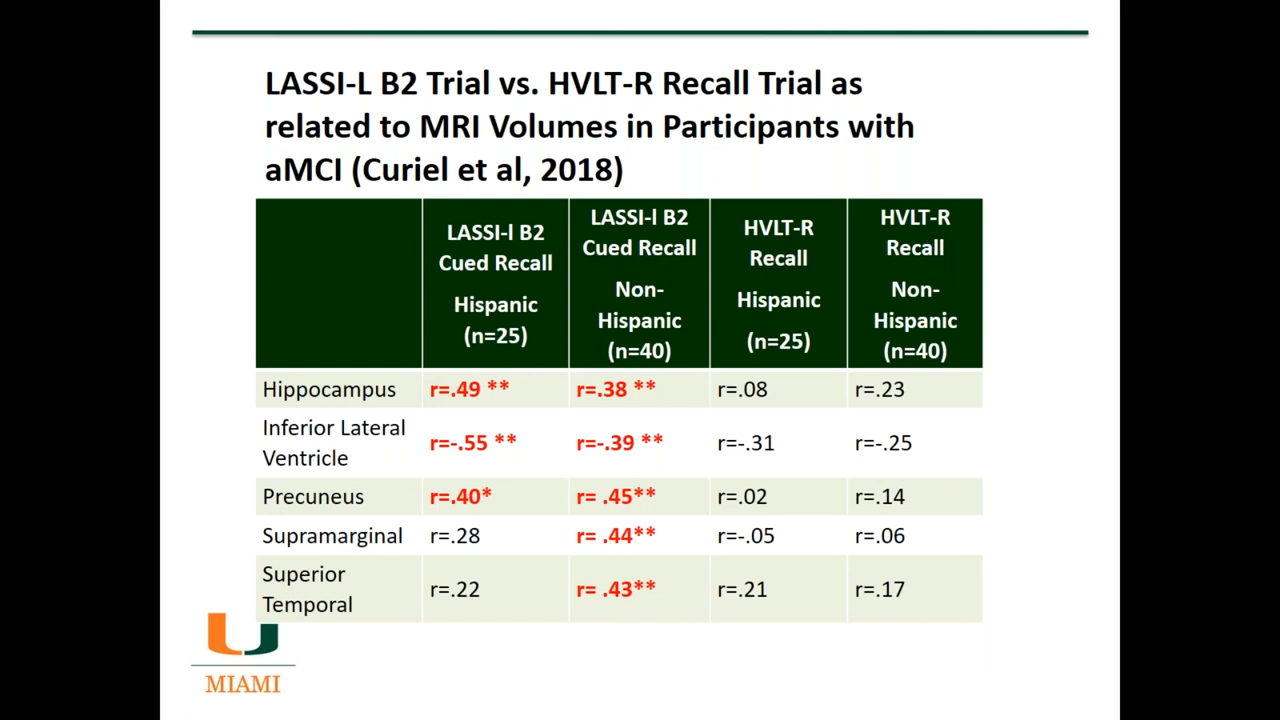 LASSI-L B2 Trial vs. HVLT-R Recall Trial as
related to MRI Volumes in Participants with
aMCI (Curiel et al, 2018)
LASSI-l B2
Cued Recall
Hispanic
(n=25)
LASSI-l B2
Cued Recall
Non-
Hispanic
(n=40)
HVLT-R
Recall
Hispanic
(n=25)
HVLT-R
Recall
Non-
Hispanic
(n=40)
Hippocampus r=.49 ** r=.38 ** r=.08 r=.23
Inferior Lateral
Ventricle r=-.55 ** r=-.39 ** r=-.31 r=-.25
Precuneus r=.40* r= .45** r=.02 r=.14
Supramarginal r=.28 r= .44** r=-.05 r=.06
Superior
Temporal r=.22 r= .43** r=.21 r=.17
MIAMI